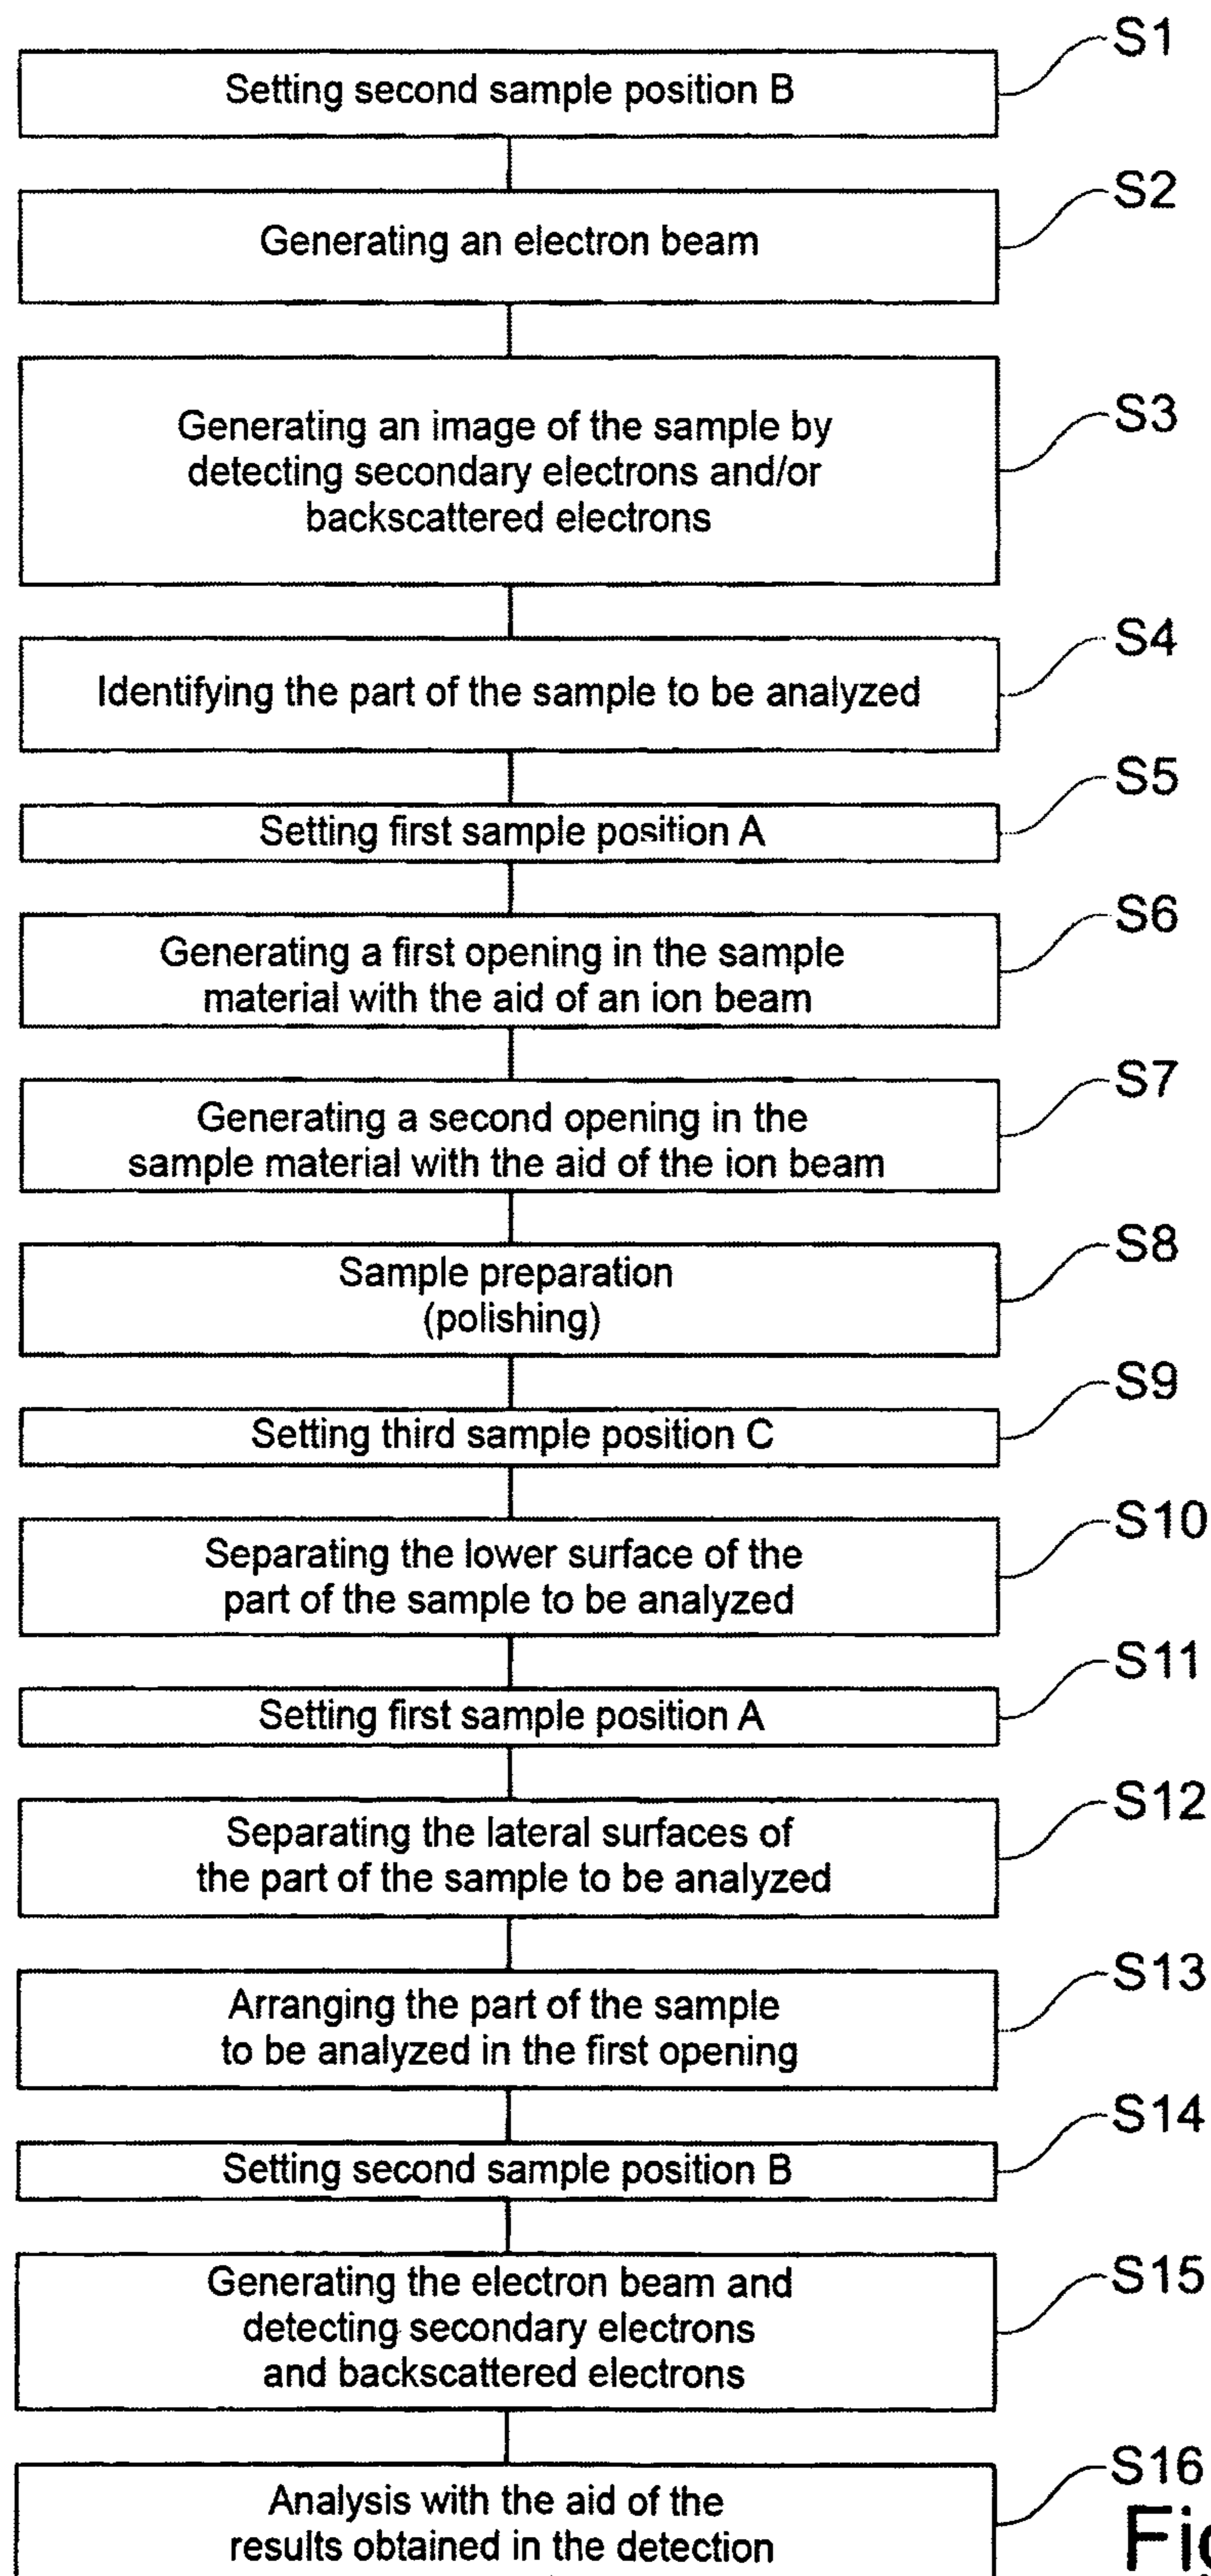 S1
Setting second sample position B
S2
Generating an electron beam
S3
Generating an image of the sample by
detecting secondary electrons and/or
backscattered electrons
S4
Identifying the part of the sample to be analyzed
S5
Setting first sample position A
S6
Generating a first opening in the sample
material with the aid of an ion beam
S7
Generating a second opening in the
sample material with the aid of the ion beam
S8
Sample preparation
(polishing)
S9
Setting third sample position C
S10
Separating the lower surface of the
part of the sample to be analyzed
S11
Setting first sample position A
S12
Separating the lateral surfaces of
the part of the sample to be analyzed
S13
Arranging the part of the sample
to be analyzed in the first opening
S14
Setting second sample position B
S15
Generating the electron beam and
detecting secondary electrons
and backscattered electrons
S16
Analysis with the aid of the
results obtained in the detection